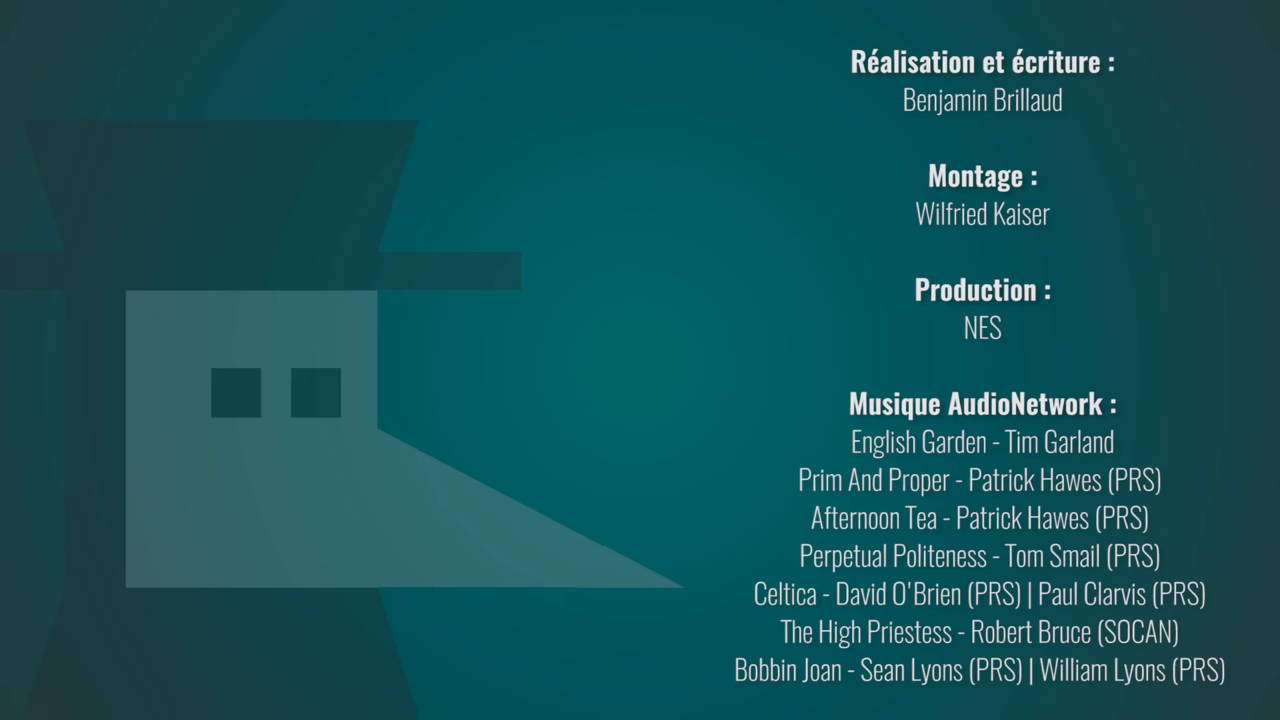 Réalisation et écriture :
Benjamin Brillaud
Montage :
Wilfried Kaiser
Production :
NES
Musique AudioNetwork :
English Garden - Tim Garland
Prim And Proper - Patrick Hawes (PRS)
Afternoon Tea - Patrick Hawes (PRS)
Perpetual Politeness - Tom Smail (PRS)
Celtica - David O'Brien (PRS) | Paul Clarvis (PRS)
The High Priestess - Robert Bruce (SOCAN)
Bobbin Joan - Sean Lyons (PRS) | William Lyons (PRS)